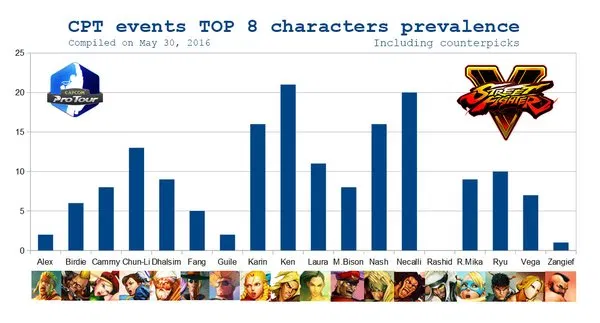 CPT events TOP 8 characters prevalence
Compiled on May 30, 2016 Including counterpicks
25
20
15
10
5
0
CAPCOM
PRO TOUR
V
STREET
FIGHTER
Alex Birdie Cammy Chun-Li Dhalsim Fang Guile Karin Ken Laura M.Bison Nash Necalli Rashid R.Mika Ryu Vega Zangief